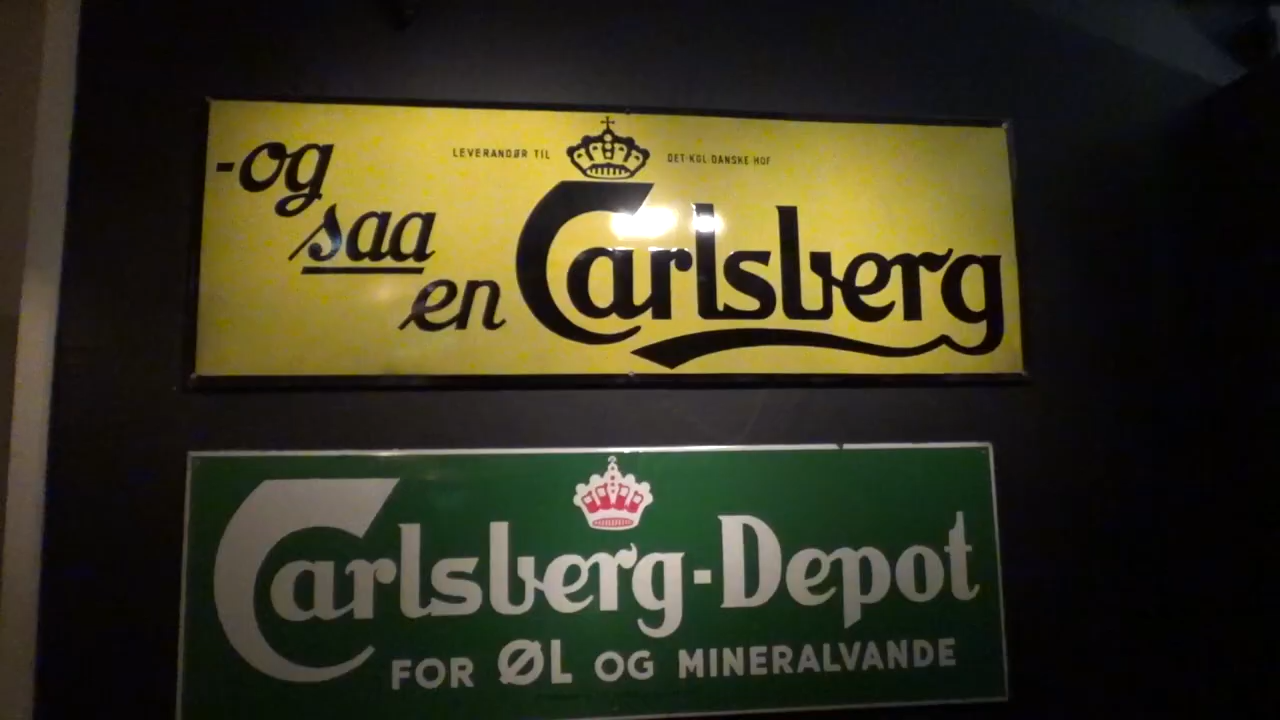 -og
saa
en
LEVERANDØR TIL DET KGL DANSKE HOF
Carlsberg
Carlsberg-Depot
FOR ØL OG MINERALVANDE